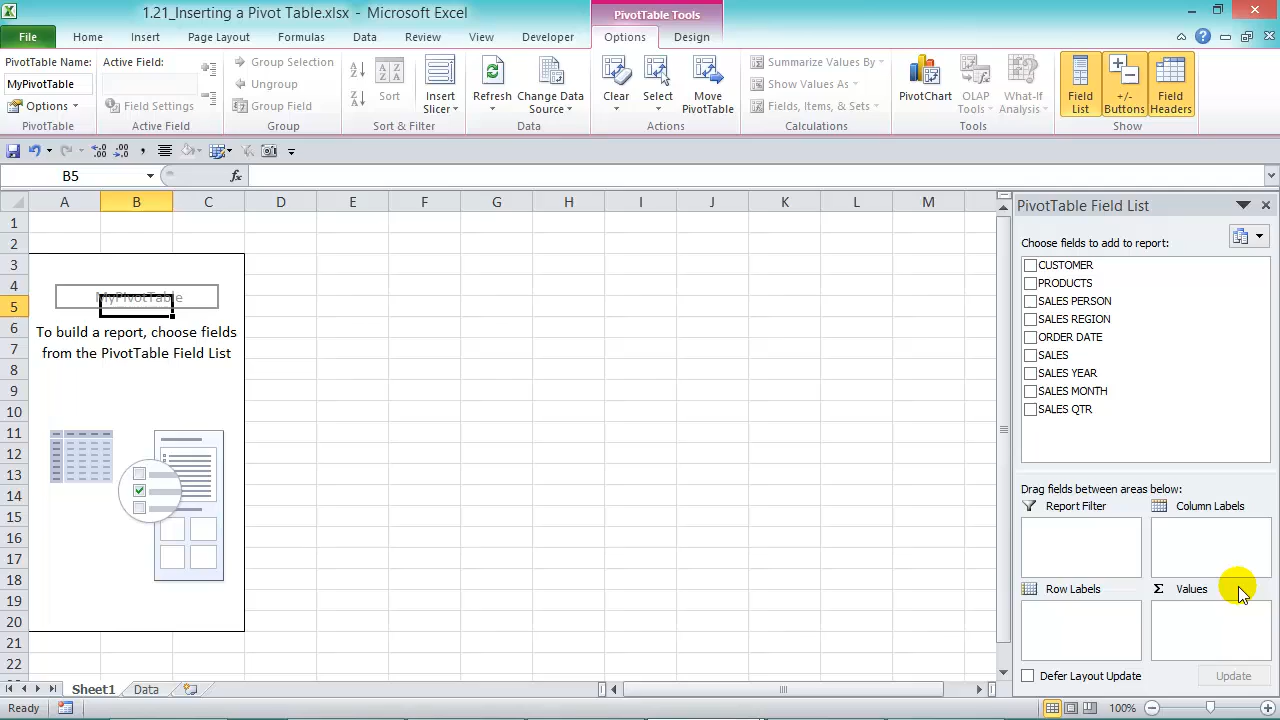 1.21_Inserting a Pivot Table.xlsx - Microsoft Excel
PivotTable Tools
File Home Insert Page Layout Formulas Data Review View Developer Options Design
PivotTable Name:
MyPivotTable
Options
PivotTable
Active Field:
Field Settings
Active Field
Group Selection
Ungroup
Group Field
Group
Sort
Insert
Slicer
Sort & Filter
Refresh
Change Data
Source
Data
Clear
Select
Move
PivotTable
Actions
Summarize Values By
Show Values As
Fields, Items, & Sets
Calculations
PivotChart
OLAP
Tools
What-If
Analysis
Tools
Field
List
+/-
Buttons
Field
Headers
Show
B5
fx
A B C D E F G H I J K L M
1
2
3
4
5
6
7
8
9
10
11
12
13
14
15
16
17
18
19
20
21
22
MyPivotTable
To build a report, choose fields
from the PivotTable Field List
PivotTable Field List
Choose fields to add to report:
CUSTOMER
PRODUCTS
SALES PERSON
SALES REGION
ORDER DATE
SALES
SALES YEAR
SALES MONTH
SALES QTR
Drag fields between areas below:
Report Filter
Column Labels
Row Labels
Σ Values
Defer Layout Update
Update
Sheet1 Data
Ready
100%